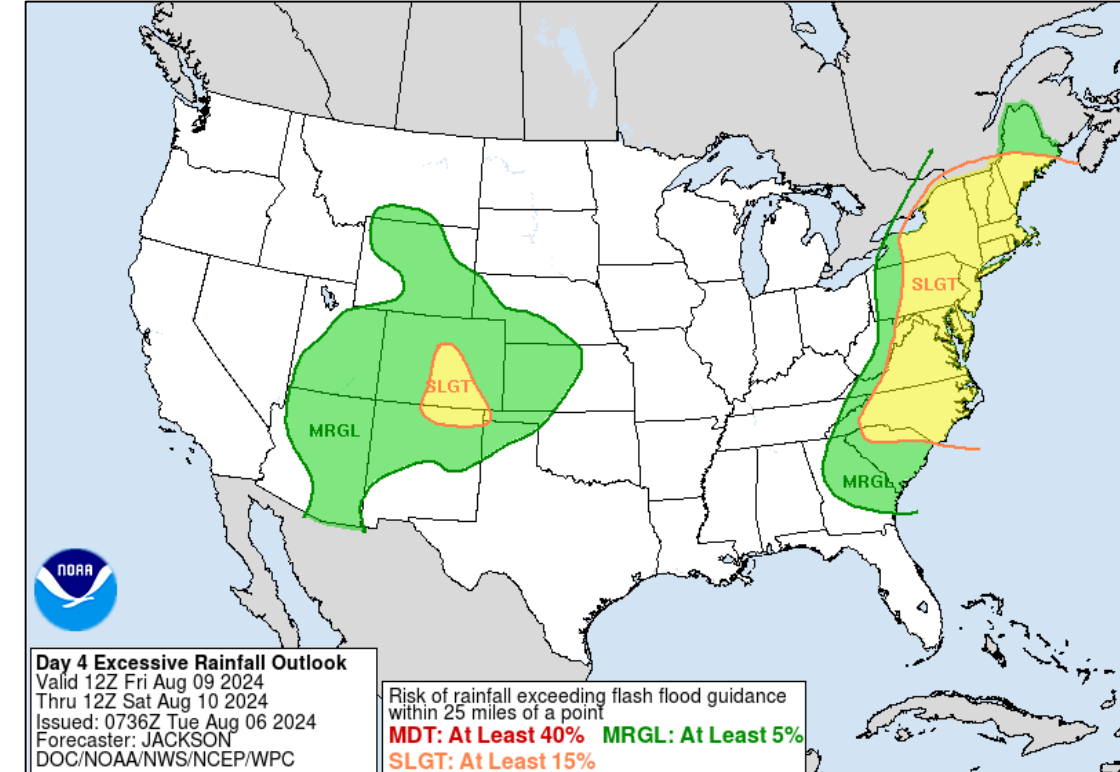 SLGT
SLGT
MRGL
MRGL
NOAA
Day 4 Excessive Rainfall Outlook
Valid 12Z Fri Aug 09 2024
Thru 12Z Sat Aug 10 2024
Issued: 0736Z Tue Aug 06 2024
Forecaster: JACKSON
DOC/NOAA/NWS/NCEP/WPC
Risk of rainfall exceeding flash flood guidance
within 25 miles of a point
MDT: At Least 40% MRGL: At Least 5%
SLGT: At Least 15%